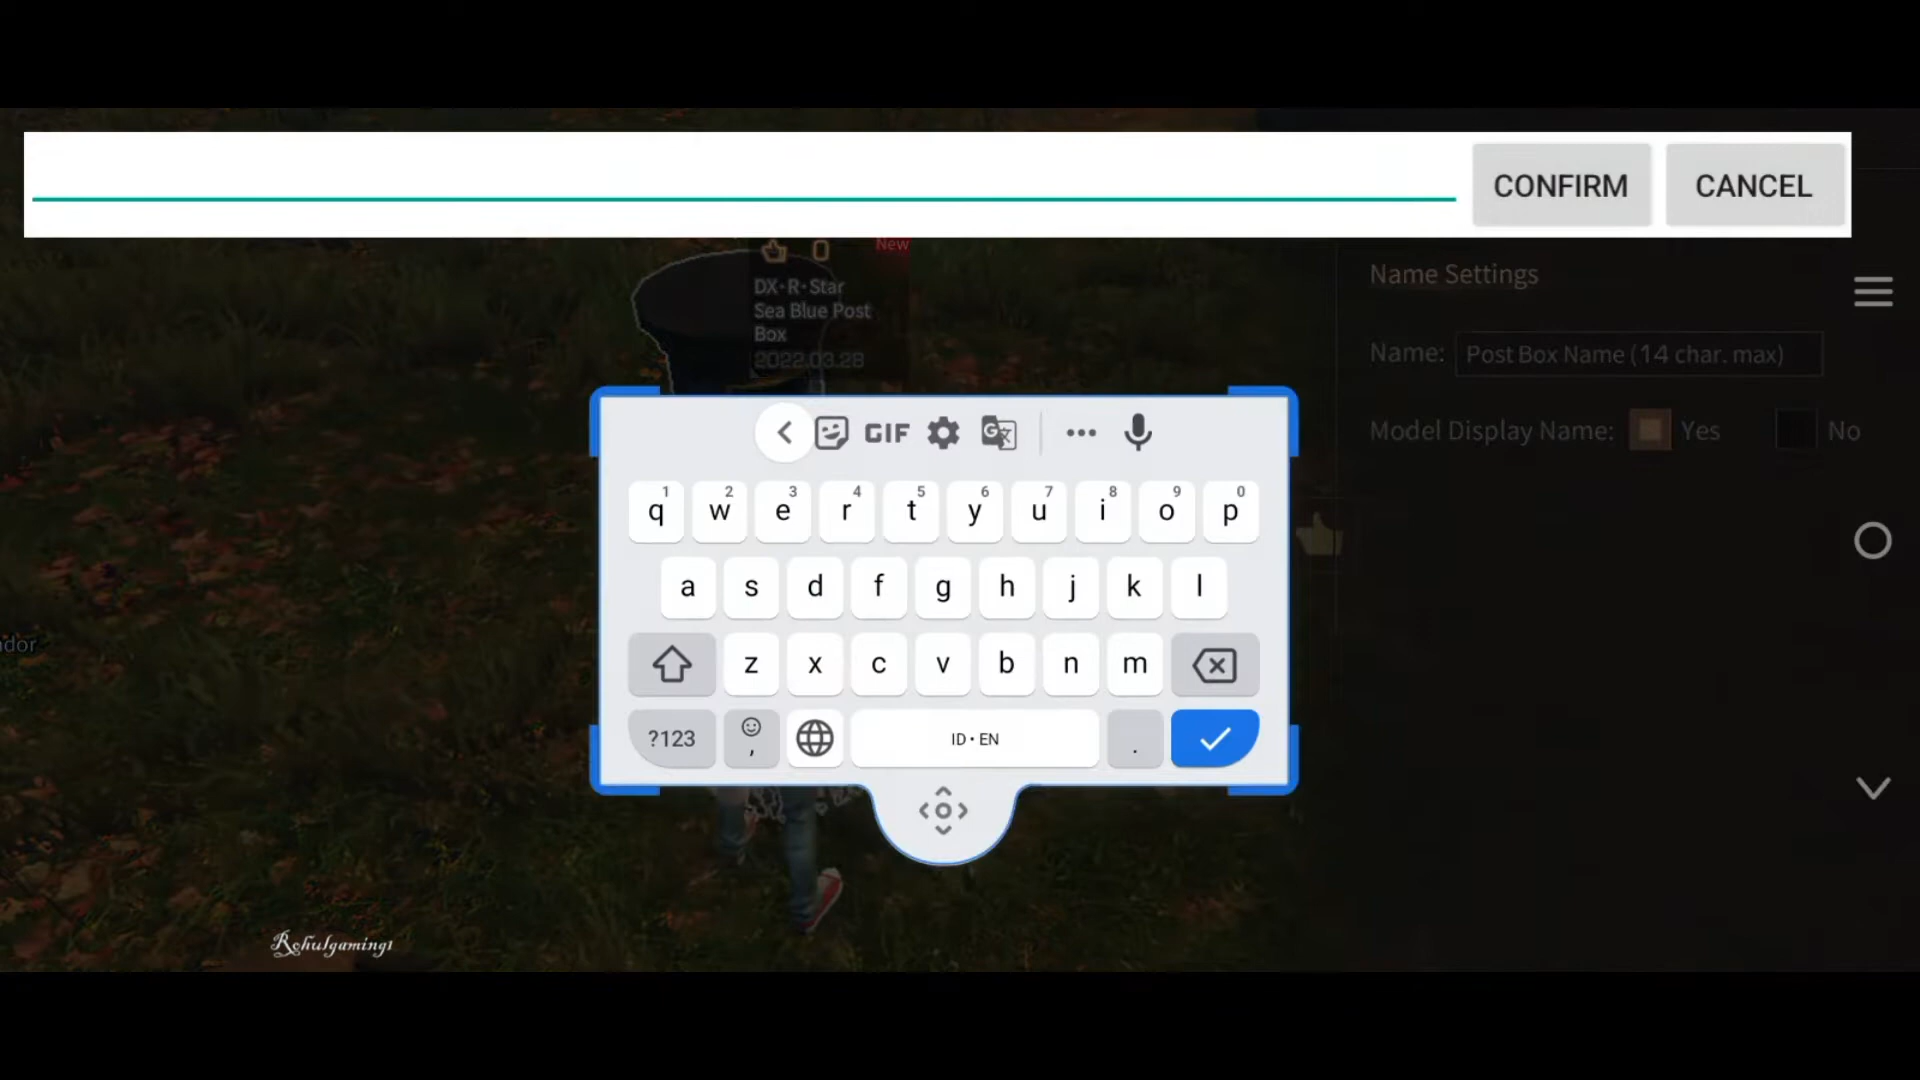 CONFIRM
CANCEL
0
New
DX·R·Star
Sea Blue Post
Box
2022.03.28
Name Settings
Name: Post Box Name (14 char. max)
Model Display Name: Yes No
GIF
1 2 3 4 5 6 7 8 9 0
q w e r t y u i o p
a s d f g h j k l
z x c v b n m
?123 , ID • EN .
dor
Rohulgaming1